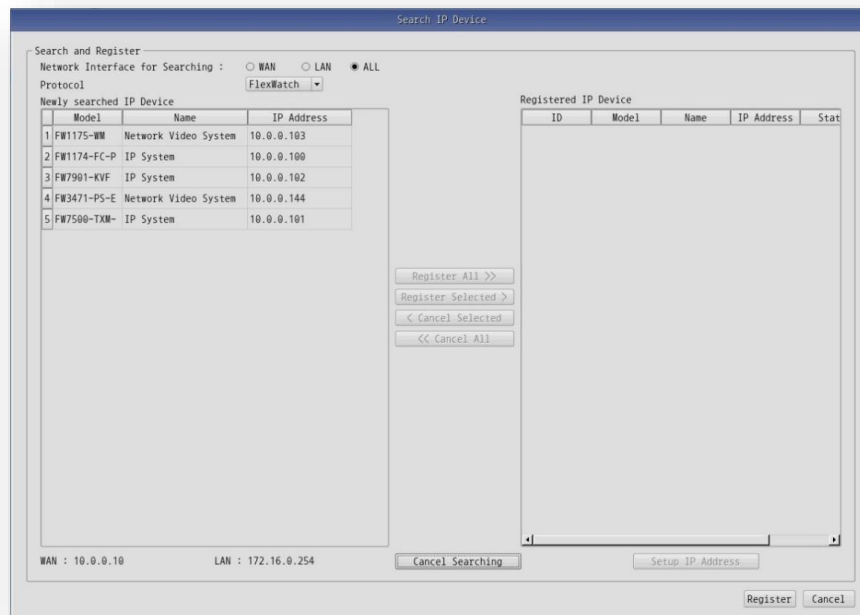 Search IP Device
Search and Register
Network Interface for Searching : WAN LAN ALL
Protocol FlexWatch
Newly searched IP Device
Model Name IP Address
1 FW1175-WM Network Video System 10.0.0.103
2 FW1174-FC-P IP System 10.0.0.100
3 FW7901-KVF IP System 10.0.0.102
4 FW3471-PS-E Network Video System 10.0.0.144
5 FW7500-TXM- IP System 10.0.0.101
Register All >>
Register Selected >
< Cancel Selected
<< Cancel All
Registered IP Device
ID Model Name IP Address Stat
WAN : 10.0.0.10 LAN : 172.16.0.254
Cancel Searching
Setup IP Address
Register Cancel